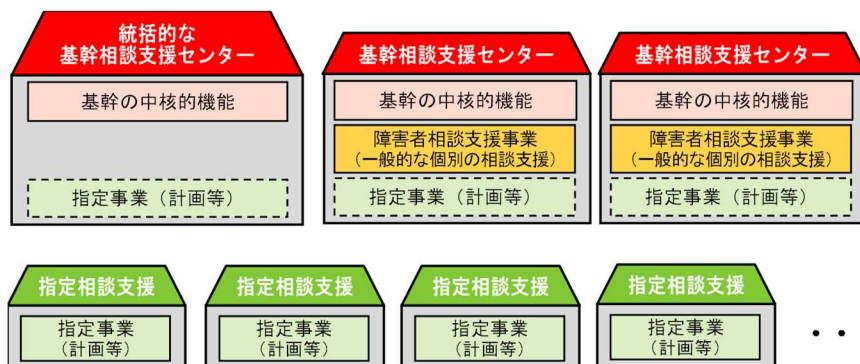 統括的な
基幹相談支援センター
基幹相談支援センター
基幹相談支援センター
基幹の中核的機能
基幹の中核的機能
基幹の中核的機能
障害者相談支援事業
(一般的な個別の相談支援)
障害者相談支援事業
(一般的な個別の相談支援)
指定事業(計画等)
指定事業(計画等)
指定事業(計画等)
指定相談支援
指定相談支援
指定相談支援
指定相談支援
指定事業
(計画等)
指定事業
(計画等)
指定事業
(計画等)
指定事業
(計画等)
・・